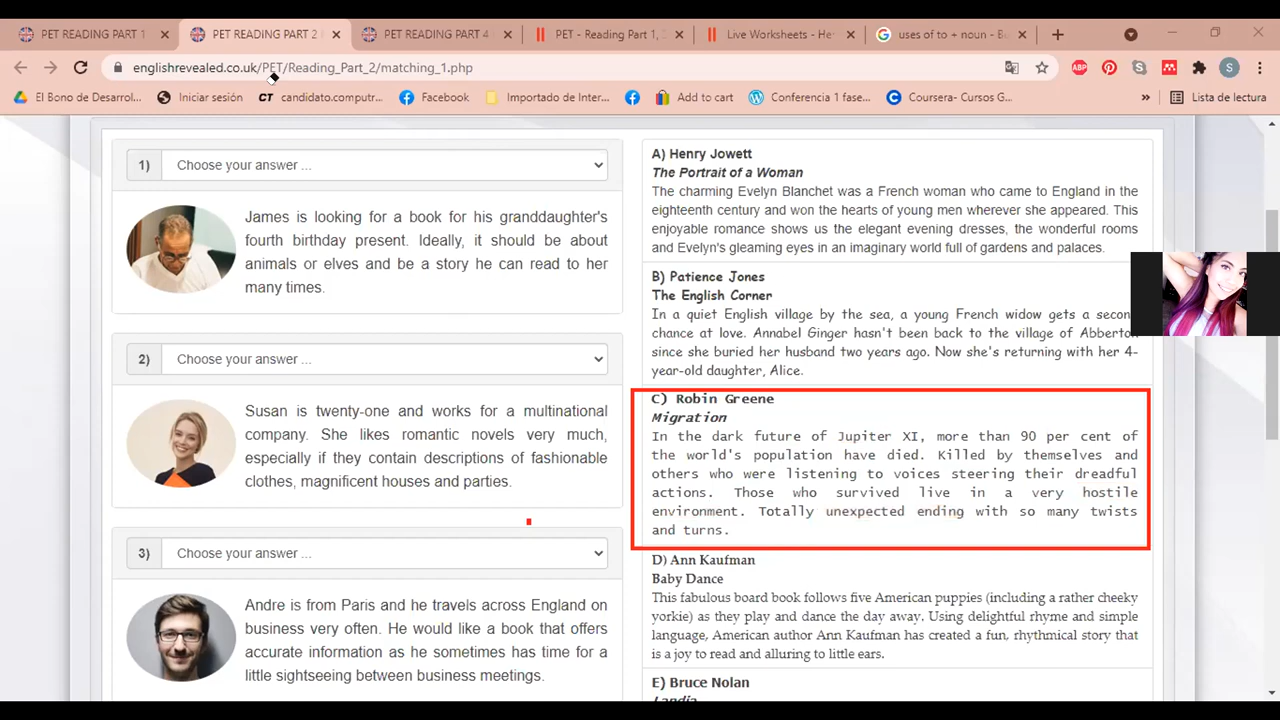 PET READING PART 1
PET READING PART 2
PET READING PART 4
PET - Reading Part 1, 2
Live Worksheets - He
uses of to + noun - Bu
englishrevealed.co.uk/PET/Reading_Part_2/matching_1.php
ABP
S
El Bono de Desarrol...
Iniciar sesión
CT candidato.computr...
Facebook
Importado de Inter...
Add to cart
Conferencia 1 fase...
Coursera- Cursos G...
»
Lista de lectura
1) Choose your answer ...
James is looking for a book for his granddaughter's
fourth birthday present. Ideally, it should be about
animals or elves and be a story he can read to her
many times.
2) Choose your answer ...
Susan is twenty-one and works for a multinational
company. She likes romantic novels very much,
especially if they contain descriptions of fashionable
clothes, magnificent houses and parties.
3) Choose your answer ...
Andre is from Paris and he travels across England on
business very often. He would like a book that offers
accurate information as he sometimes has time for a
little sightseeing between business meetings.
A) Henry Jowett
The Portrait of a Woman
The charming Evelyn Blanchet was a French woman who came to England in the
eighteenth century and won the hearts of young men wherever she appeared. This
enjoyable romance shows us the elegant evening dresses, the wonderful rooms
and Evelyn's gleaming eyes in an imaginary world full of gardens and palaces.
B) Patience Jones
The English Corner
In a quiet English village by the sea, a young French widow gets a secon
chance at love. Annabel Ginger hasn't been back to the village of Abberto
since she buried her husband two years ago. Now she's returning with her 4-
year-old daughter, Alice.
C) Robin Greene
Migration
In the dark future of Jupiter XI, more than 90 per cent of
the world's population have died. Killed by themselves and
others who were listening to voices steering their dreadful
actions. Those who survived live in a very hostile
environment. Totally unexpected ending with so many twists
and turns.
D) Ann Kaufman
Baby Dance
This fabulous board book follows five American puppies (including a rather cheeky
yorkie) as they play and dance the day away. Using delightful rhyme and simple
language, American author Ann Kaufman has created a fun, rhythmical story that
is a joy to read and alluring to little ears.
E) Bruce Nolan